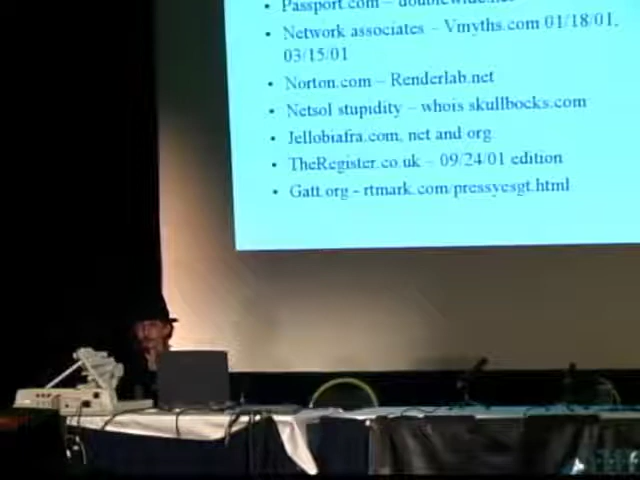 • Passport.com – doublewide.net
• Network associates – Vmyths.com 01/18/01,
03/15/01
• Norton.com – Renderlab.net
• Netsol stupidity – whois skullbocks.com
• Jellobiafra.com, net and org
• TheRegister.co.uk – 09/24/01 edition
• Gatt.org - rtmark.com/pressyesgt.html